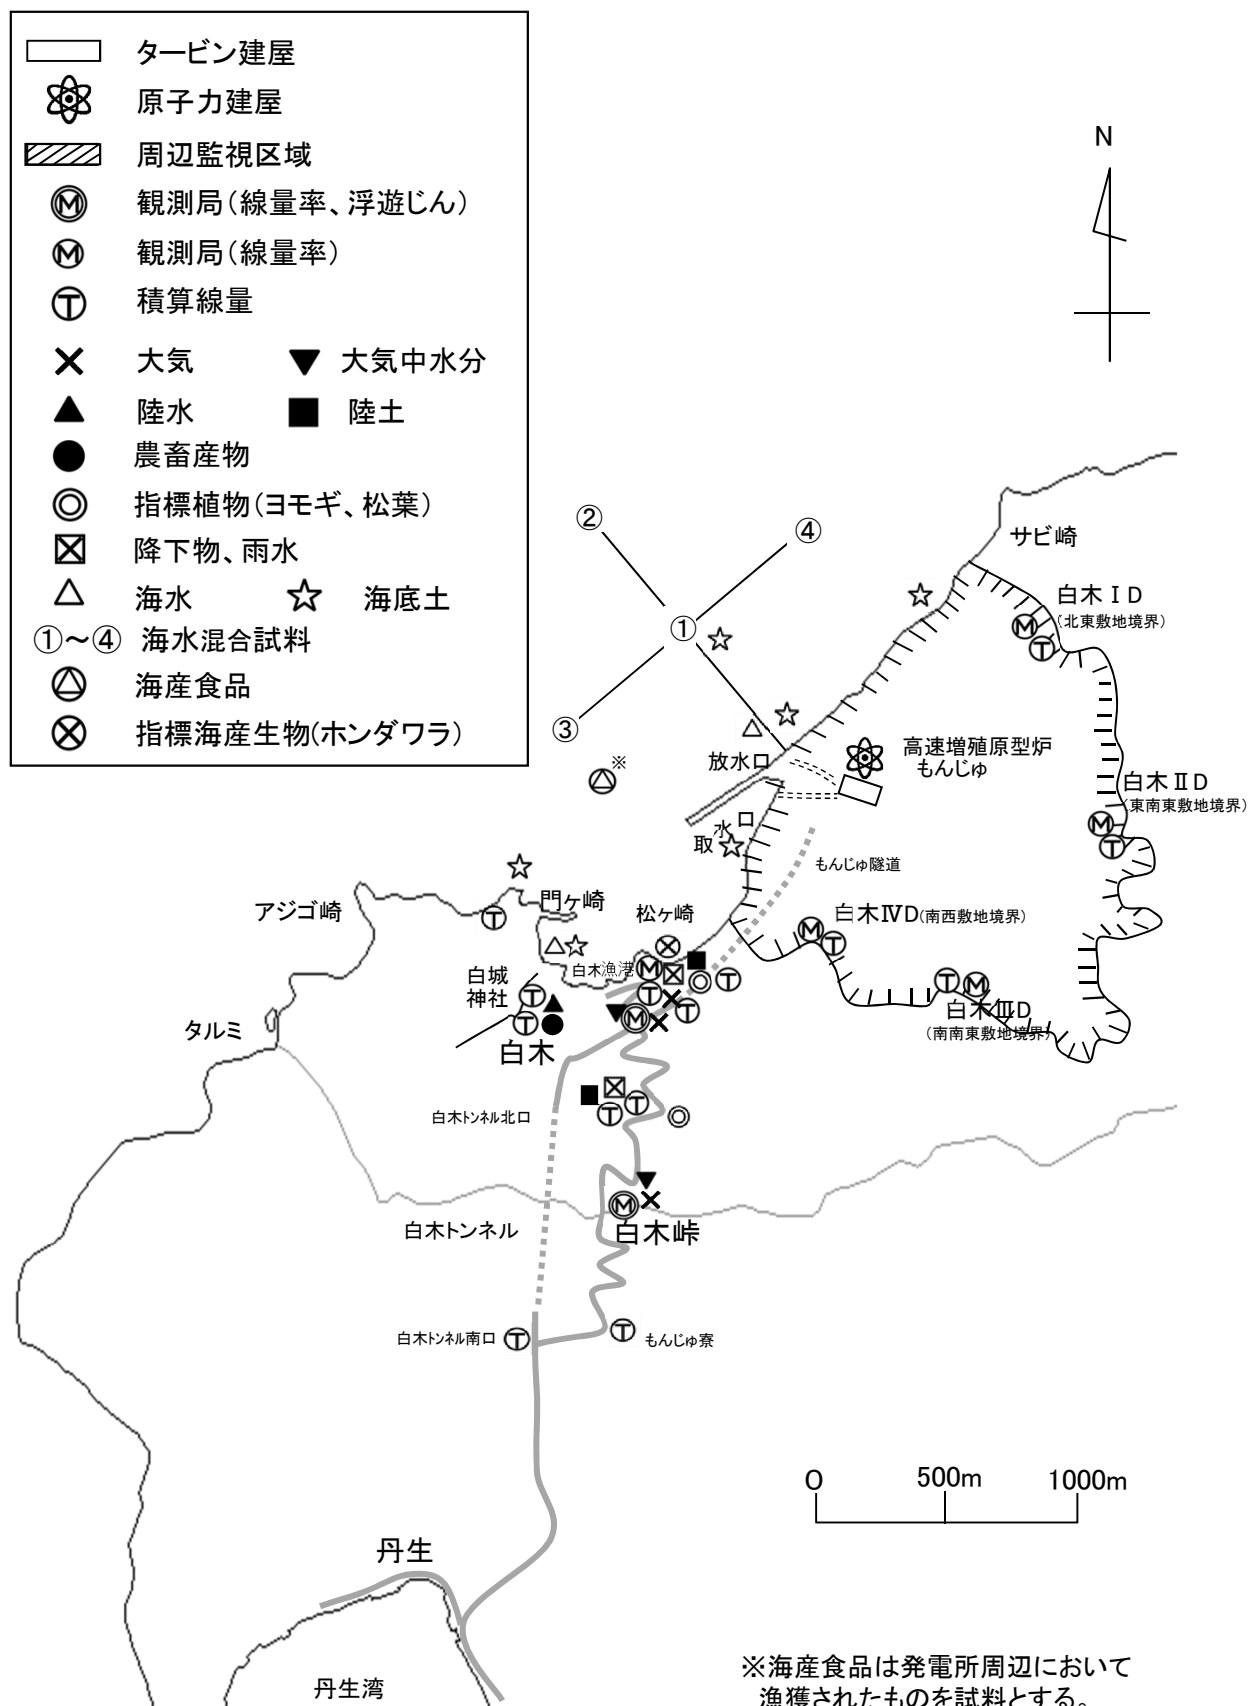 タービン建屋
原子力建屋
周辺監視区域
Ⓜ 観測局(線量率、浮遊じん)
Ⓜ 観測局(線量率)
Ⓣ 積算線量
× 大気 ▼ 大気中水分
▲ 陸水 ■ 陸土
● 農畜産物
◎ 指標植物(ヨモギ、松葉)
降下物、雨水
△ 海水 ☆ 海底土
①~④ 海水混合試料
海産食品
指標海産生物(ホンダワラ)
N
サビ崎
②
④
①
③
白木ⅠD
(北東敷地境界)
※
放水口
高速増殖原型炉
もんじゅ
白木ⅡD
(東南東敷地境界)
取水口
もんじゅ隧道
アジゴ崎
門ヶ崎
松ヶ崎
白木ⅣD(南西敷地境界)
白木漁港
白城
神社
タルミ
白木
白木ⅢD
(南南東敷地境界)
白木トンネル北口
白木トンネル
白木峠
白木トンネル南口
もんじゅ寮
0 500m 1000m
丹生
丹生湾
※海産食品は発電所周辺において
漁獲されたものを試料とする。